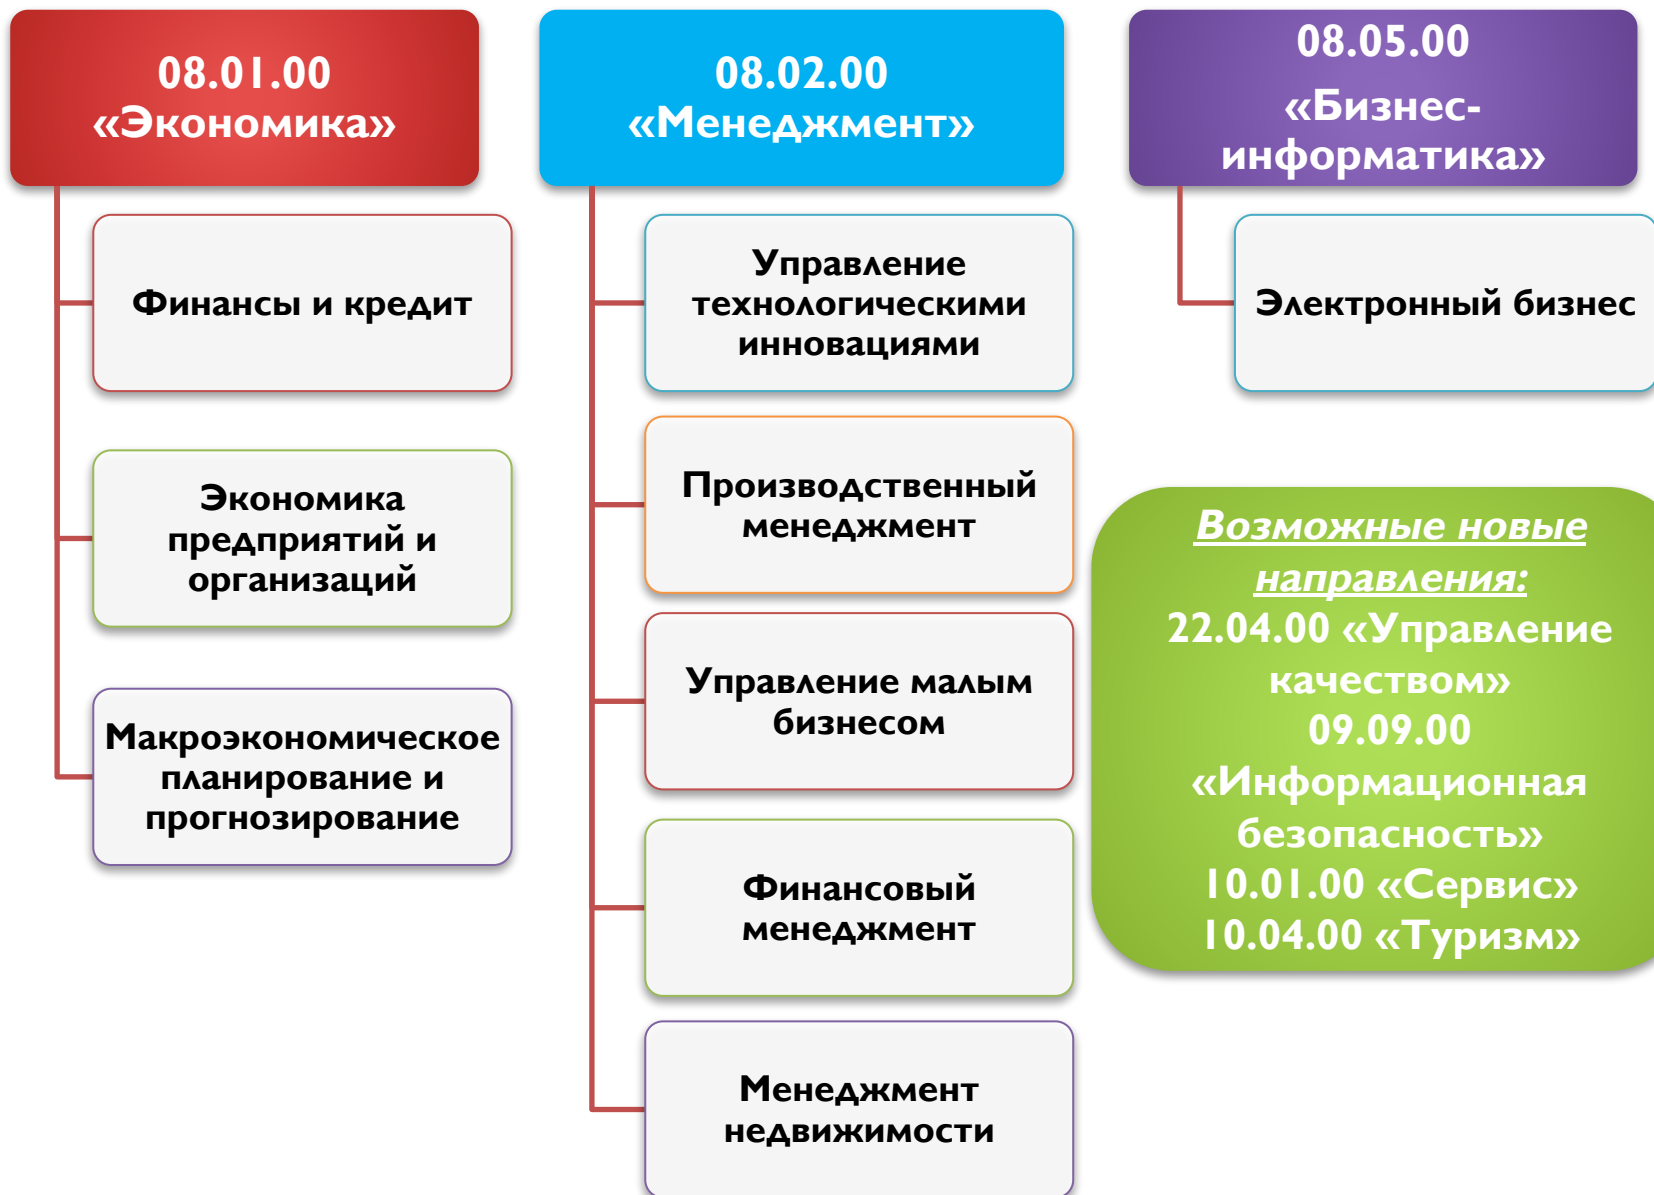 08.01.00
«Экономика»
Финансы и кредит
Экономика
предприятий и
организаций
Макроэкономическое
планирование и
прогнозирование
08.02.00
«Менеджмент»
Управление
технологическими
инновациями
Производственный
менеджмент
Управление малым
бизнесом
Финансовый
менеджмент
Менеджмент
недвижимости
08.05.00
«Бизнес-
информатика»
Электронный бизнес
Возможные новые
направления:
22.04.00 «Управление
качеством»
09.09.00
«Информационная
безопасность»
10.01.00 «Сервис»
10.04.00 «Туризм»